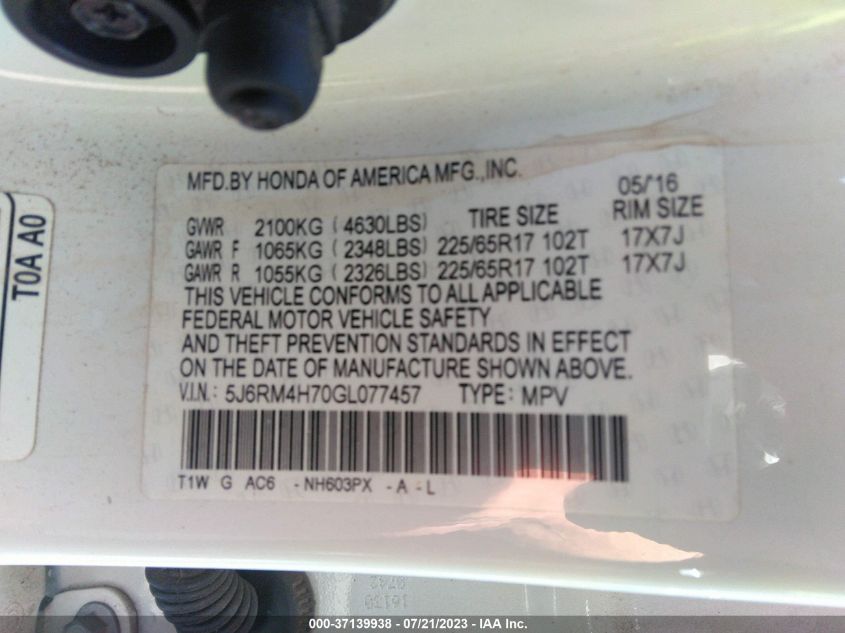 MFD.BY HONDA OF AMERICA MFG.,INC.
05/'16
GVWR 2100KG ( 4630LBS) TIRE SIZE RIM SIZE
GAWR F 1065KG ( 2348LBS) 225/65R17 102T 17X7J
GAWR R 1055KG ( 2326LBS) 225/65R17 102T 17X7J
THIS VEHICLE CONFORMS TO ALL APPLICABLE
FEDERAL MOTOR VEHICLE SAFETY
AND THEFT PREVENTION STANDARDS IN EFFECT
ON THE DATE OF MANUFACTURE SHOWN ABOVE.
V.I.N.: 5J6RM4H70GL077457 TYPE: MPV
T1W G AC6 -NH603PX -A -L
T0A A0
000-37139938 - 07/21/2023 - IAA Inc.